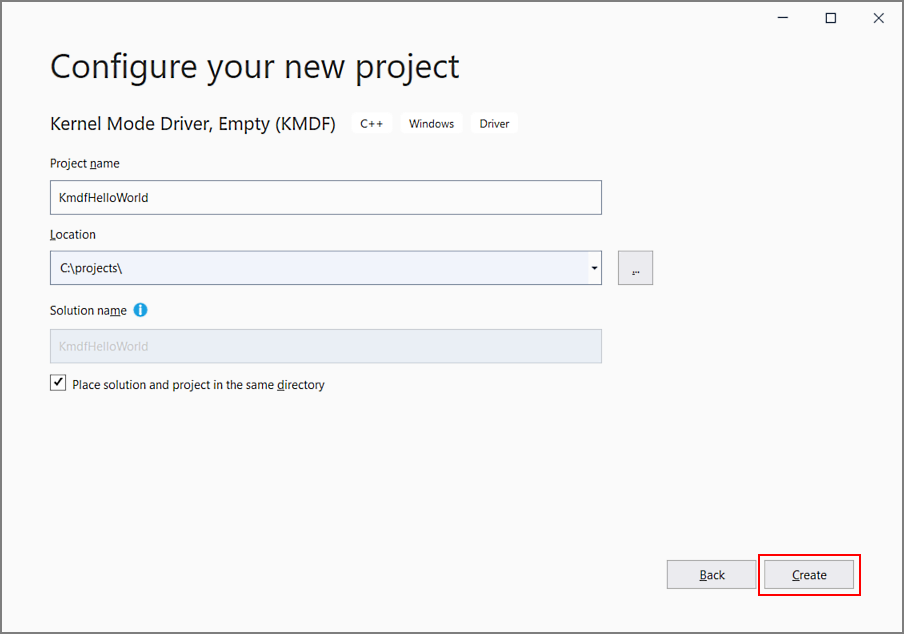 Configure your new project
Kernel Mode Driver, Empty (KMDF) C++ Windows Driver
Project name
KmdfHelloWorld
Location
C:\projects\
...
Solution name
KmdfHelloWorld
Place solution and project in the same directory
Back Create